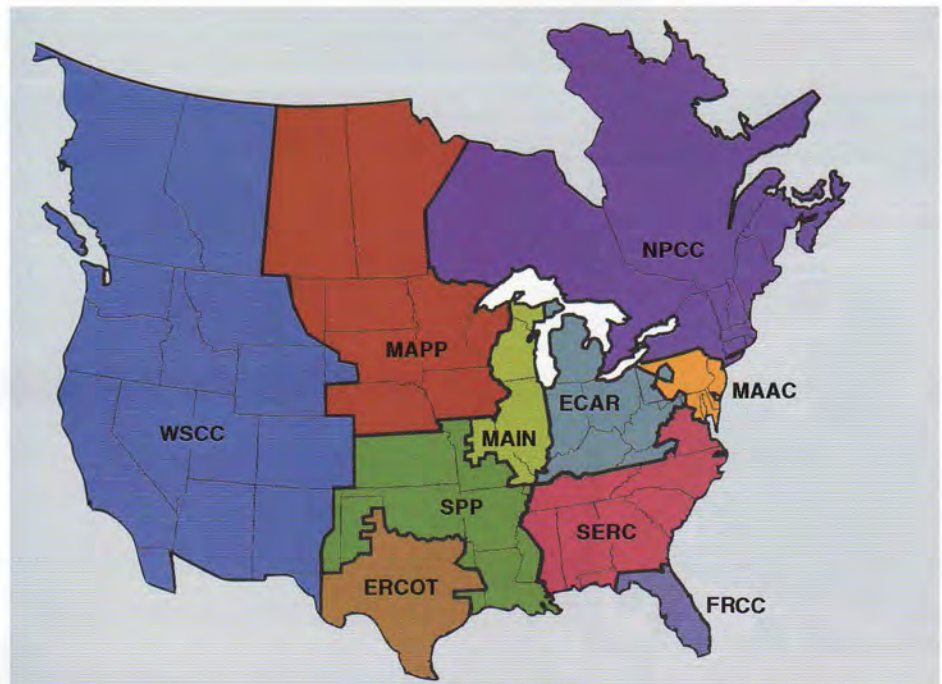 NPCC
MAPP
MAAC
ECAR
WSCC
MAIN
SPP
SERC
ERCOT
FRCC